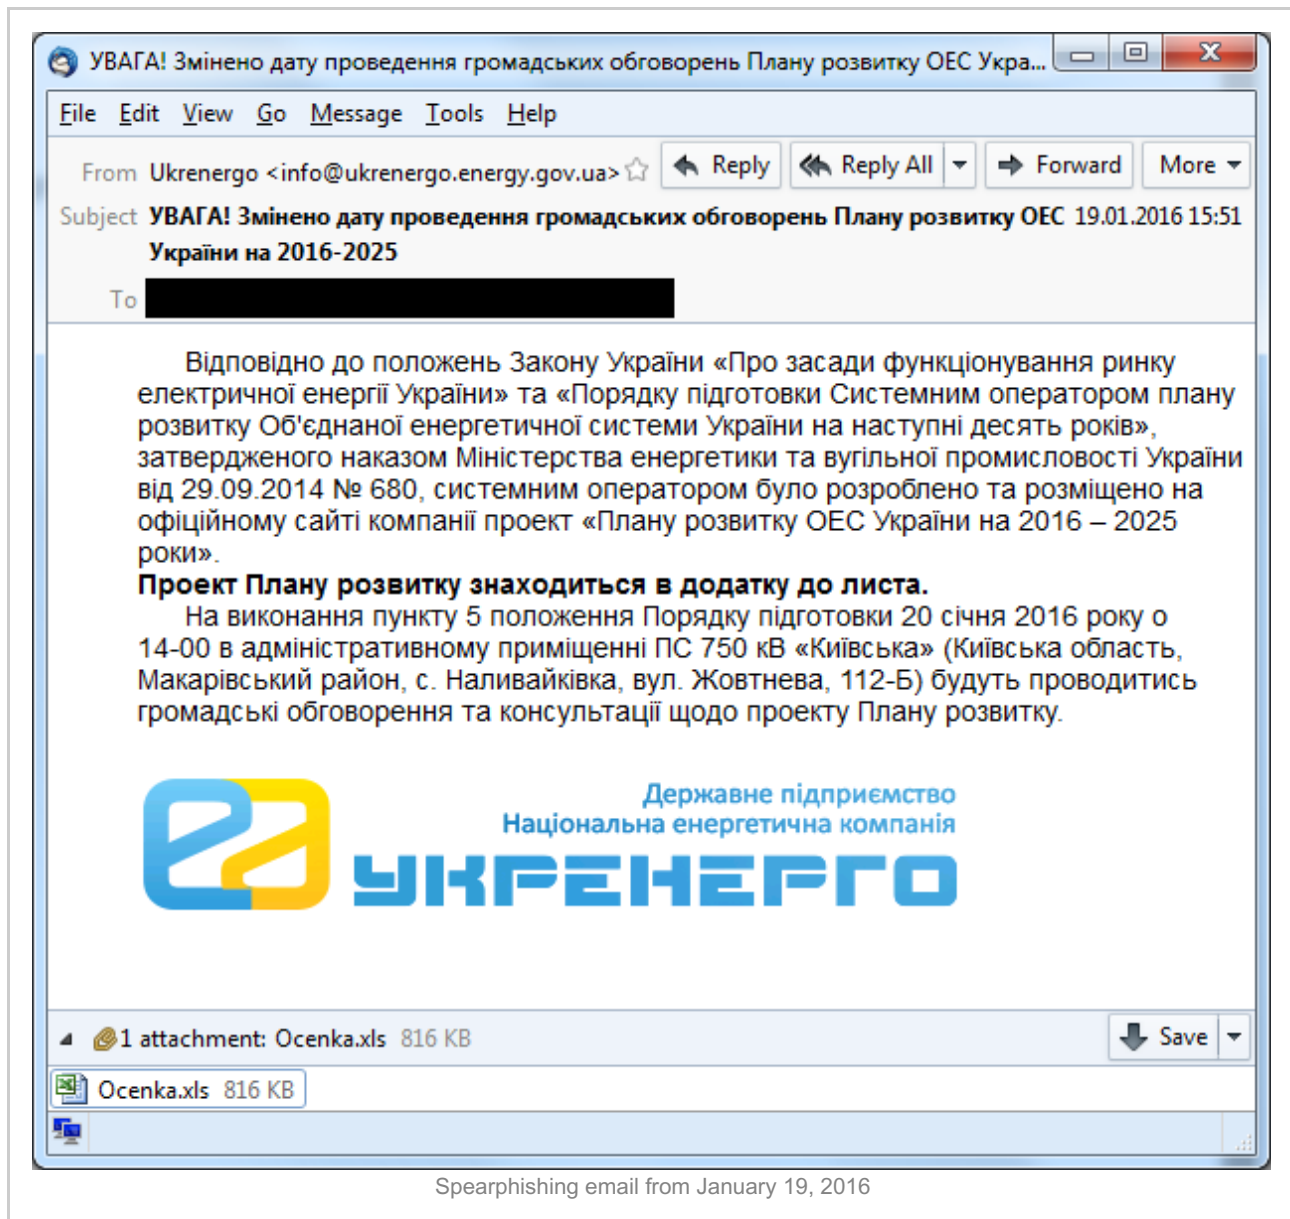 УВАГА! Змінено дату проведення громадських обговорень Плану розвитку ОЕС Укра...
File Edit View Go Message Tools Help
From Ukrenergo <info@ukrenergo.energy.gov.ua> Reply Reply All Forward More
Subject УВАГА! Змінено дату проведення громадських обговорень Плану розвитку ОЕС 19.01.2016 15:51
України на 2016-2025
To
Відповідно до положень Закону України «Про засади функціонування ринку
електричної енергії України» та «Порядку підготовки Системним оператором плану
розвитку Об'єднаної енергетичної системи України на наступні десять років»,
затвердженого наказом Міністерства енергетики та вугільної промисловості України
від 29.09.2014 № 680, системним оператором було розроблено та розміщено на
офіційному сайті компанії проект «Плану розвитку ОЕС України на 2016 – 2025
роки».
Проект Плану розвитку знаходиться в додатку до листа.
На виконання пункту 5 положення Порядку підготовки 20 січня 2016 року о
14-00 в адміністративному приміщенні ПС 750 кВ «Київська» (Київська область,
Макарівський район, с. Наливайківка, вул. Жовтнева, 112-Б) будуть проводитись
громадські обговорення та консультації щодо проекту Плану розвитку.
Державне підприємство
Національна енергетична компанія
УКРЕНЕРГО
1 attachment: Ocenka.xls 816 KB Save
Ocenka.xls 816 KB
Spearphishing email from January 19, 2016